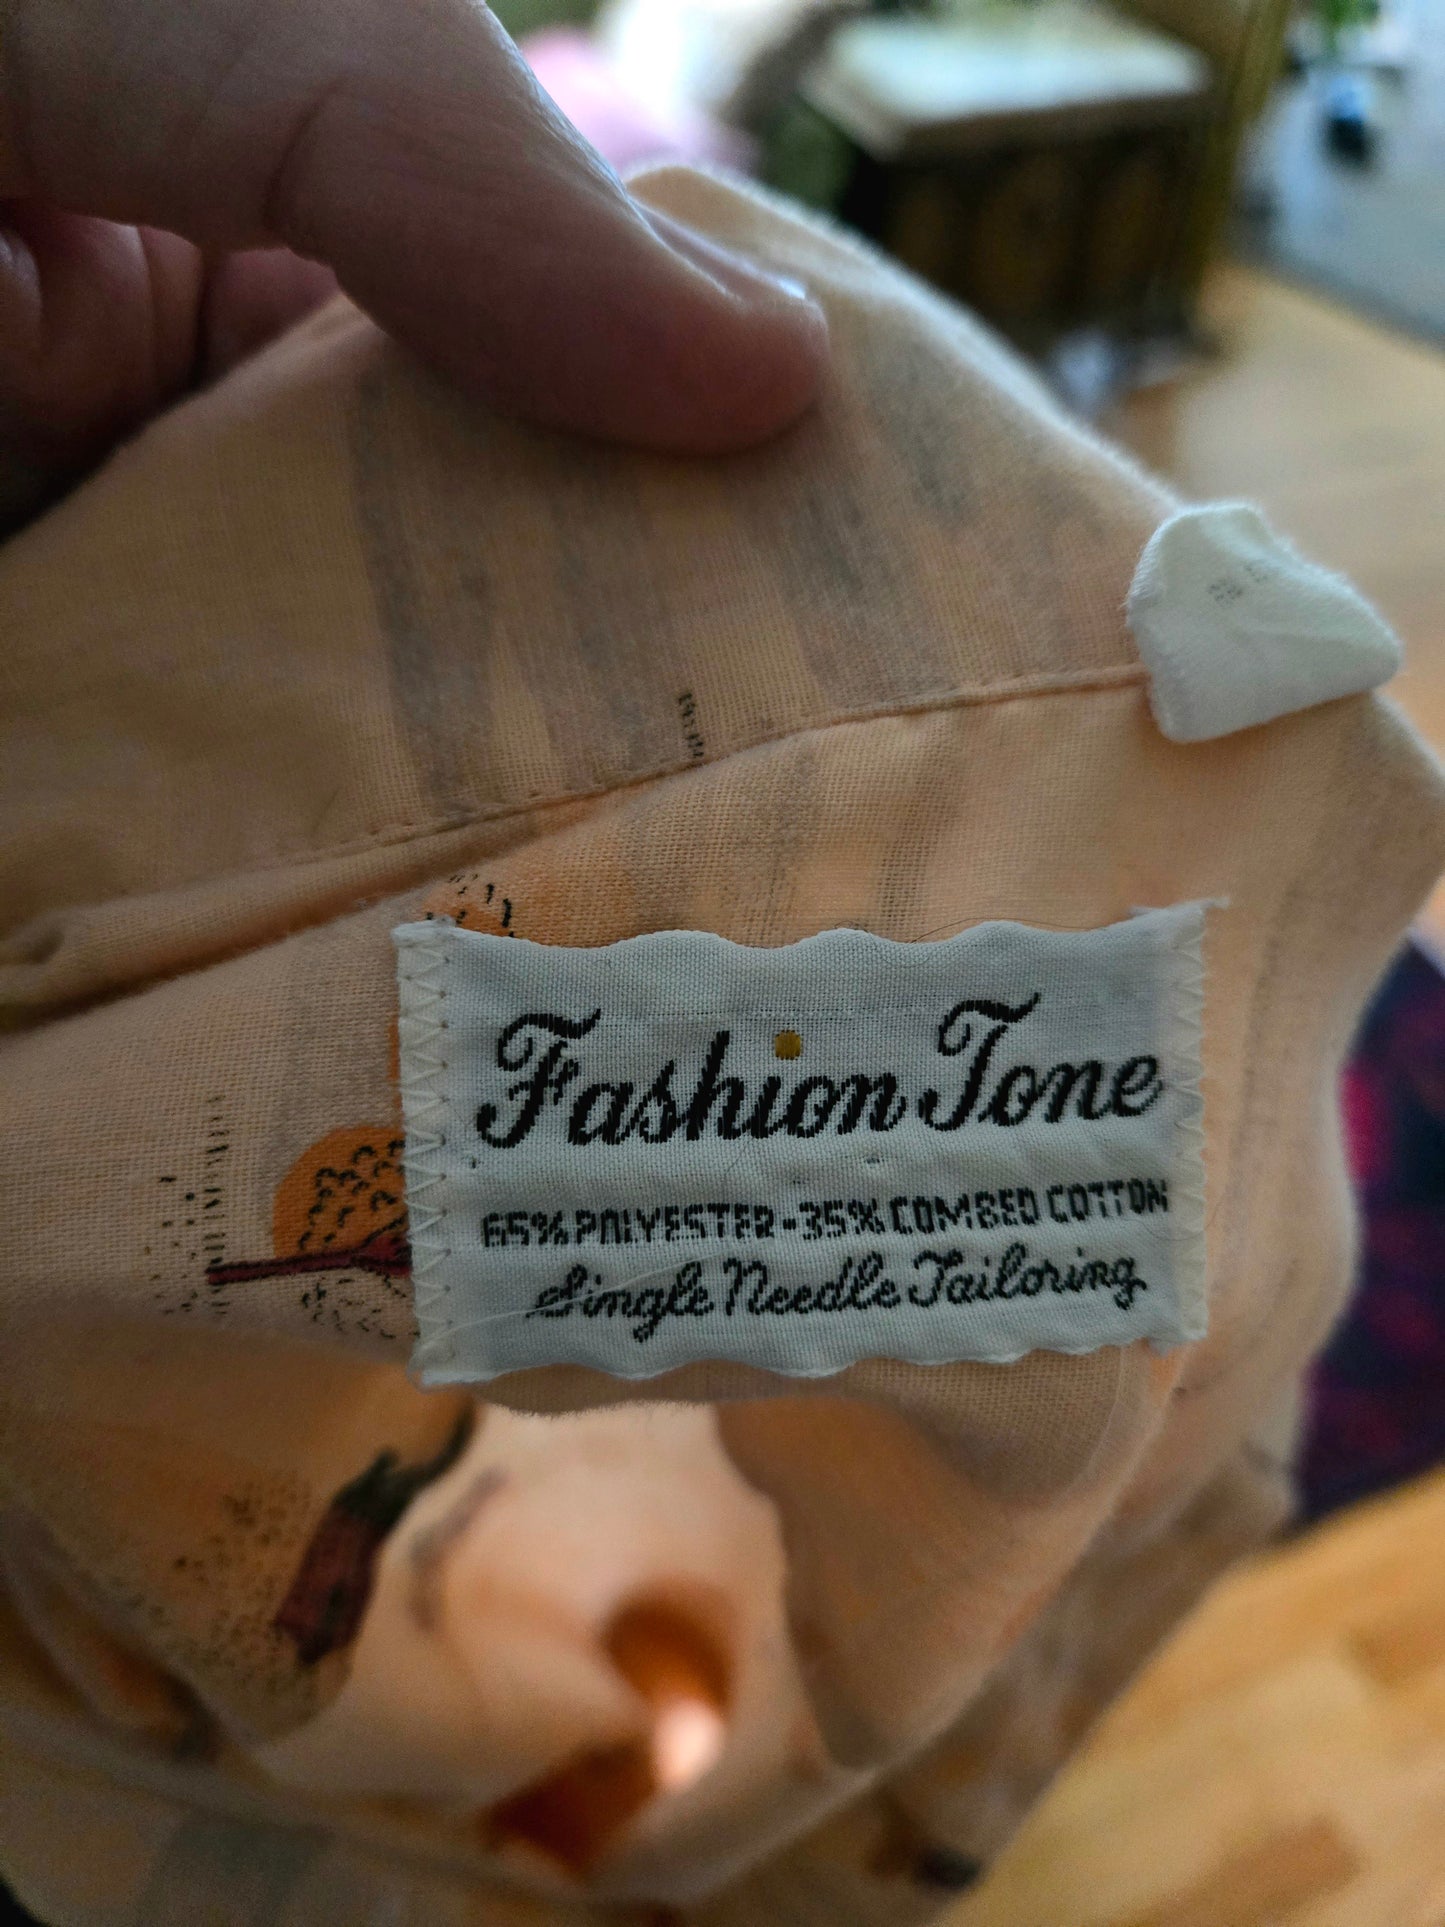 Fashion Tone
65% POLYESTER - 35% COMBED COTTON
Single Needle Tailoring